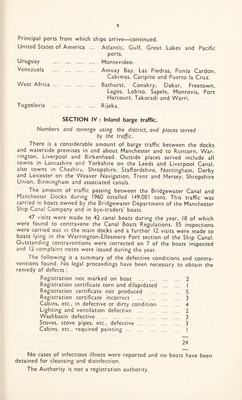 9
Principal ports from which ships arrive—continued.
United States of America ... Atlantic, Gulf, Great Lakes and Pacific
ports.
Uruguay ... ... ... ... Montevideo.
Venezuela ... ... ... ... Amuay Bay, Las Piedras, Punta Cardon,
Cabimas, Caripito and Puerto la Cruz.
West Africa ... ... ... ... Bathurst, Conakry, Dakar, Freetown,
Lagos, Lobito, Sapele, Monrovia, Port
Harcourt, Takoradi and Warri.
Yugoslavia ... ... ... ... Rijeka.
SECTION IV : Inland barge traffic.
Numbers and tonnage using the district, and places served
by the traffic.
There is a considerable amount of barge traffic between the docks
and waterside premises in and about Manchester and to Runcorn, War-
rington, Liverpool and Birkenhead. Outside places served include all
towns in Lancashire and Yorkshire on the Leeds and Liverpool Canal,
also towns in Cheshire, Shropshire, Staffordshire, Nottingham, Derby
and Leicester on the Weaver Navigation, Trent and Mersey, Shropshire
Union, Birmingham and associated canals.
The amount of traffic passing between the Bridgewater Canal and
Manchester Docks during 1960 totalled 149,081 tons. This traffic was
carried in boats owned by the Bridgewater Department of the Manchester
Ship Canal Company and in bye-traders' boats.
47 visits were made to 42 canal boats during the year, 18 of which
were found to contravene the Canal Boats Regulations. 35 inspections
were carried out in the main docks and a further 12 visits were made to
boats lying in the Warrington-Ellesmere Port section of the Ship Canal.
Outstanding contraventions were corrected on 7 of the boats inspected
and 12 complaint notes were issued during the year.
The following is a summary of the defective conditions and contra-
ventions found. No legal proceedings have been necessary to obtain the
remedy of defects :
Registration not marked on boat ... ... ... 2
Registration certificate torn and dilapidated ... 1
Registration certificate not produced ... ... 5
Registration certificate incorrect ... ... ... 3
Cabins, etc., in defective or dirty condition ... 4
Lighting and ventilation defective ... ... ... 2
Washbasin defective ... ... ... ... ... 3
Stoves, stove pipes, etc., defective ... ... ... 3
Cabins, etc., required painting ... ... ... 1
24
No cases of infectious illness were reported and no boats have been
detained for cleansing and disinfection.
The Authority is not a registration authority.